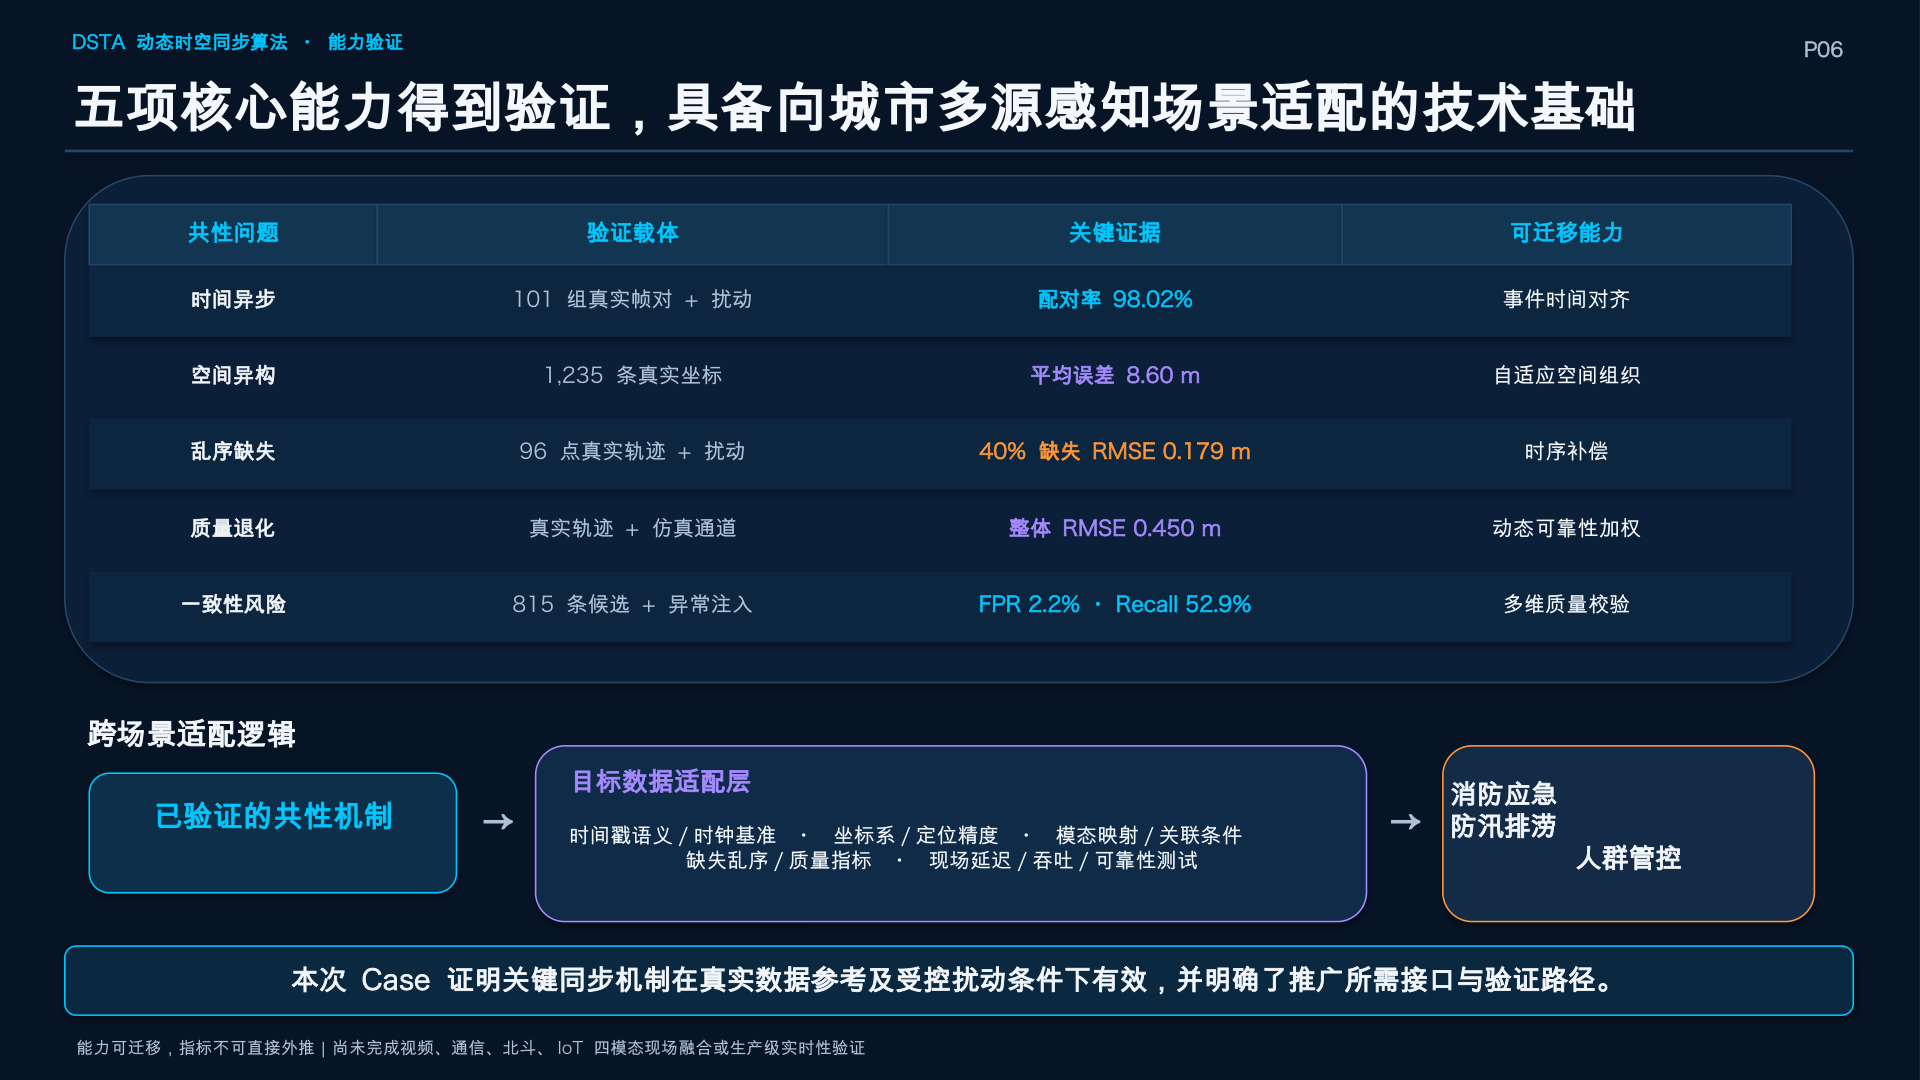 DSTA 动态时空同步算法 · 能力验证
P06
五项核心能力得到验证，具备向城市多源感知场景适配的技术基础
共性问题 验证载体 关键证据 可迁移能力
时间异步 101 组真实帧对 + 扰动 配对率 98.02% 事件时间对齐
空间异构 1,235 条真实坐标 平均误差 8.60 m 自适应空间组织
乱序缺失 96 点真实轨迹 + 扰动 40% 缺失 RMSE 0.179 m 时序补偿
质量退化 真实轨迹 + 仿真通道 整体 RMSE 0.450 m 动态可靠性加权
一致性风险 815 条候选 + 异常注入 FPR 2.2% · Recall 52.9% 多维质量校验
跨场景适配逻辑
已验证的共性机制
→
目标数据适配层
时间戳语义 / 时钟基准 · 坐标系 / 定位精度 · 模态映射 / 关联条件
缺失乱序 / 质量指标 · 现场延迟 / 吞吐 / 可靠性测试
→
消防应急
防汛排涝
人群管控
本次 Case 证明关键同步机制在真实数据参考及受控扰动条件下有效，并明确了推广所需接口与验证路径。
能力可迁移，指标不可直接外推 | 尚未完成视频、通信、北斗、IoT 四模态现场融合或生产级实时性验证